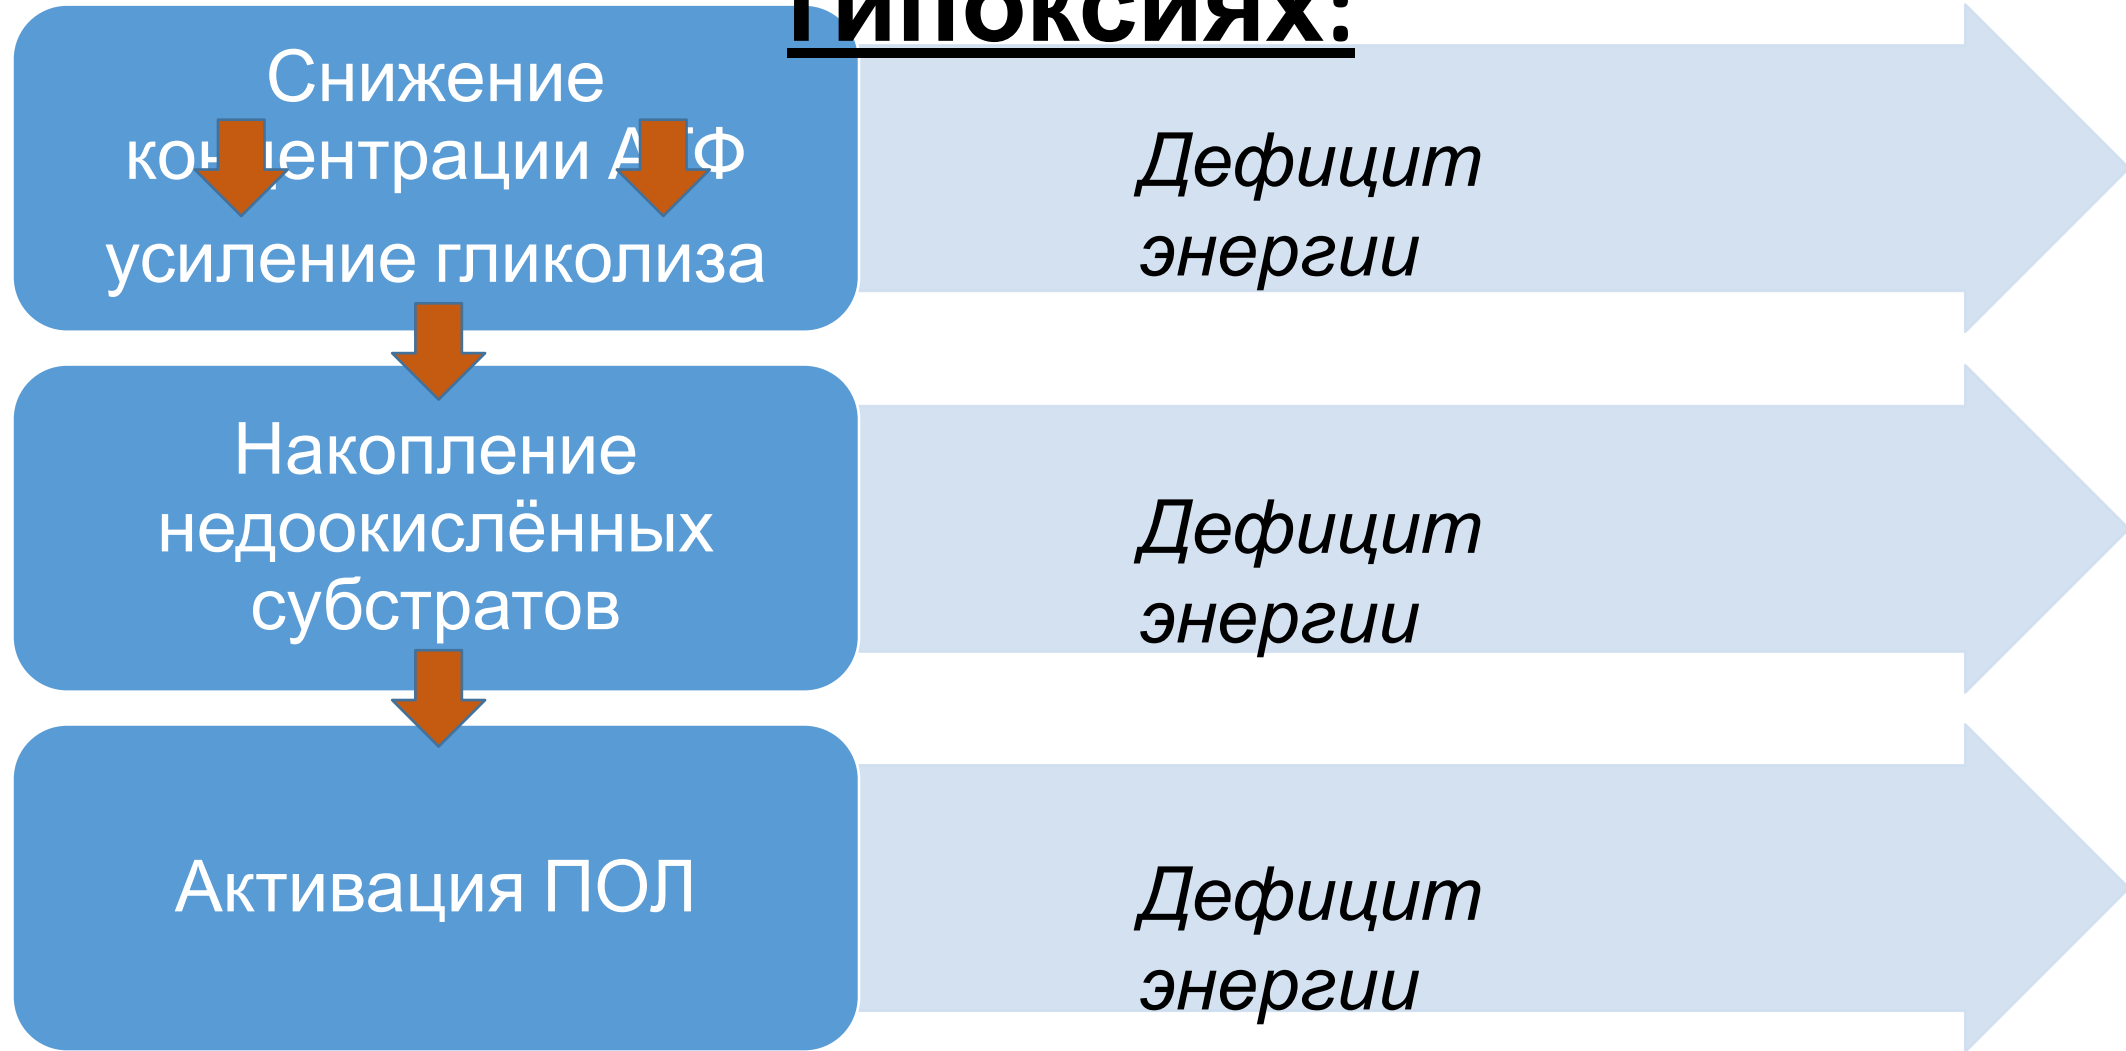 гипоксиях:
Снижение
концентрации АТФ
усиление гликолиза
Дефицит
энергии
Накопление
недоокислённых
субстратов
Дефицит
энергии
Активация ПОЛ
Дефицит
энергии